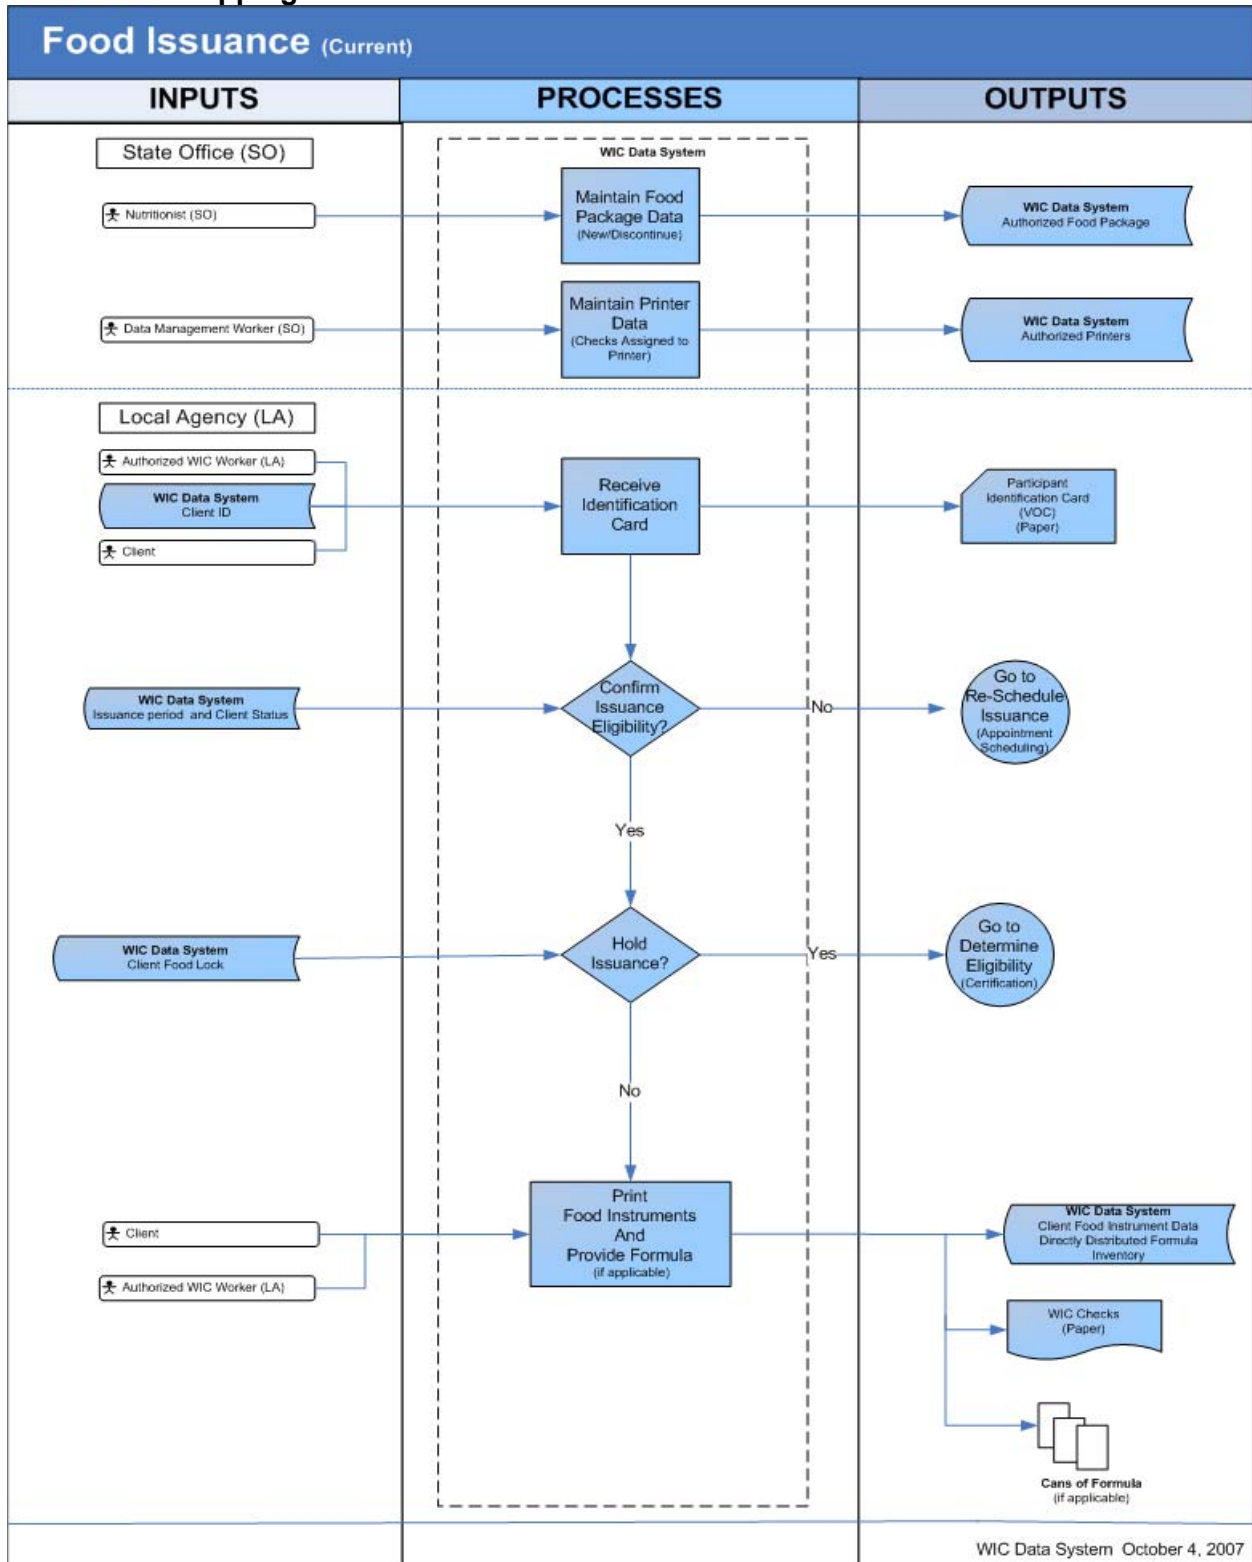 Food Issuance (Current)
INPUTS
PROCESSES
OUTPUTS
State Office (SO)
WIC Data System
Nutritionist (SO)
Maintain Food
Package Data
(New/Discontinue)
WIC Data System
Authorized Food Package
Data Management Worker (SO)
Maintain Printer
Data
(Checks Assigned to
Printer)
WIC Data System
Authorized Printers
Local Agency (LA)
Authorized WIC Worker (LA)
WIC Data System
Client ID
Client
Receive
Identification
Card
Participant
Identification Card
(VOC)
(Paper)
WIC Data System
Issuance period and Client Status
Confirm
Issuance
Eligibility?
No
Go to
Re-Schedule
Issuance
(Appointment
Scheduling)
Yes
WIC Data System
Client Food Lock
Hold
Issuance?
Yes
Go to
Determine
Eligibility
(Certification)
No
Client
Authorized WIC Worker (LA)
Print
Food Instruments
And
Provide Formula
(if applicable)
WIC Data System
Client Food Instrument Data
Directly Distributed Formula
Inventory
WIC Checks
(Paper)
Cans of Formula
(if applicable)
WIC Data System October 4, 2007